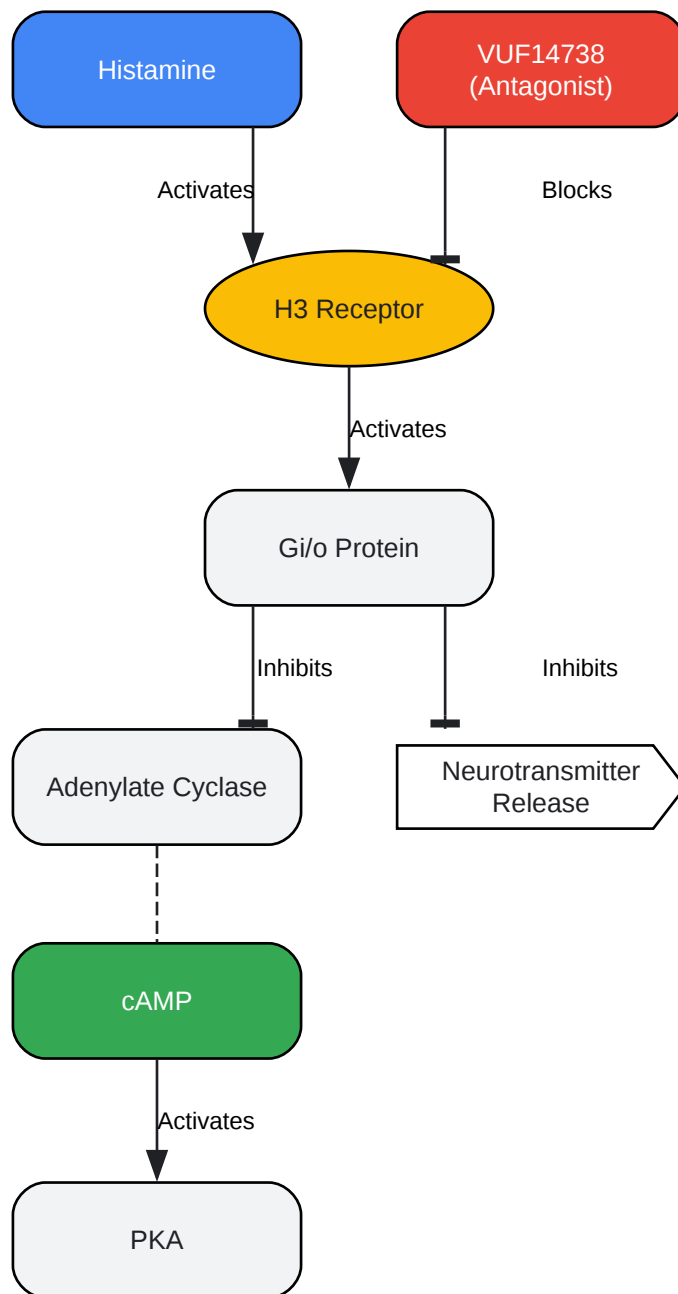 Histamine
VUF14738
(Antagonist)
Activates
Blocks
H3 Receptor
Activates
Gi/o Protein
Inhibits
Inhibits
Adenylate Cyclase
Neurotransmitter
Release
cAMP
Activates
PKA